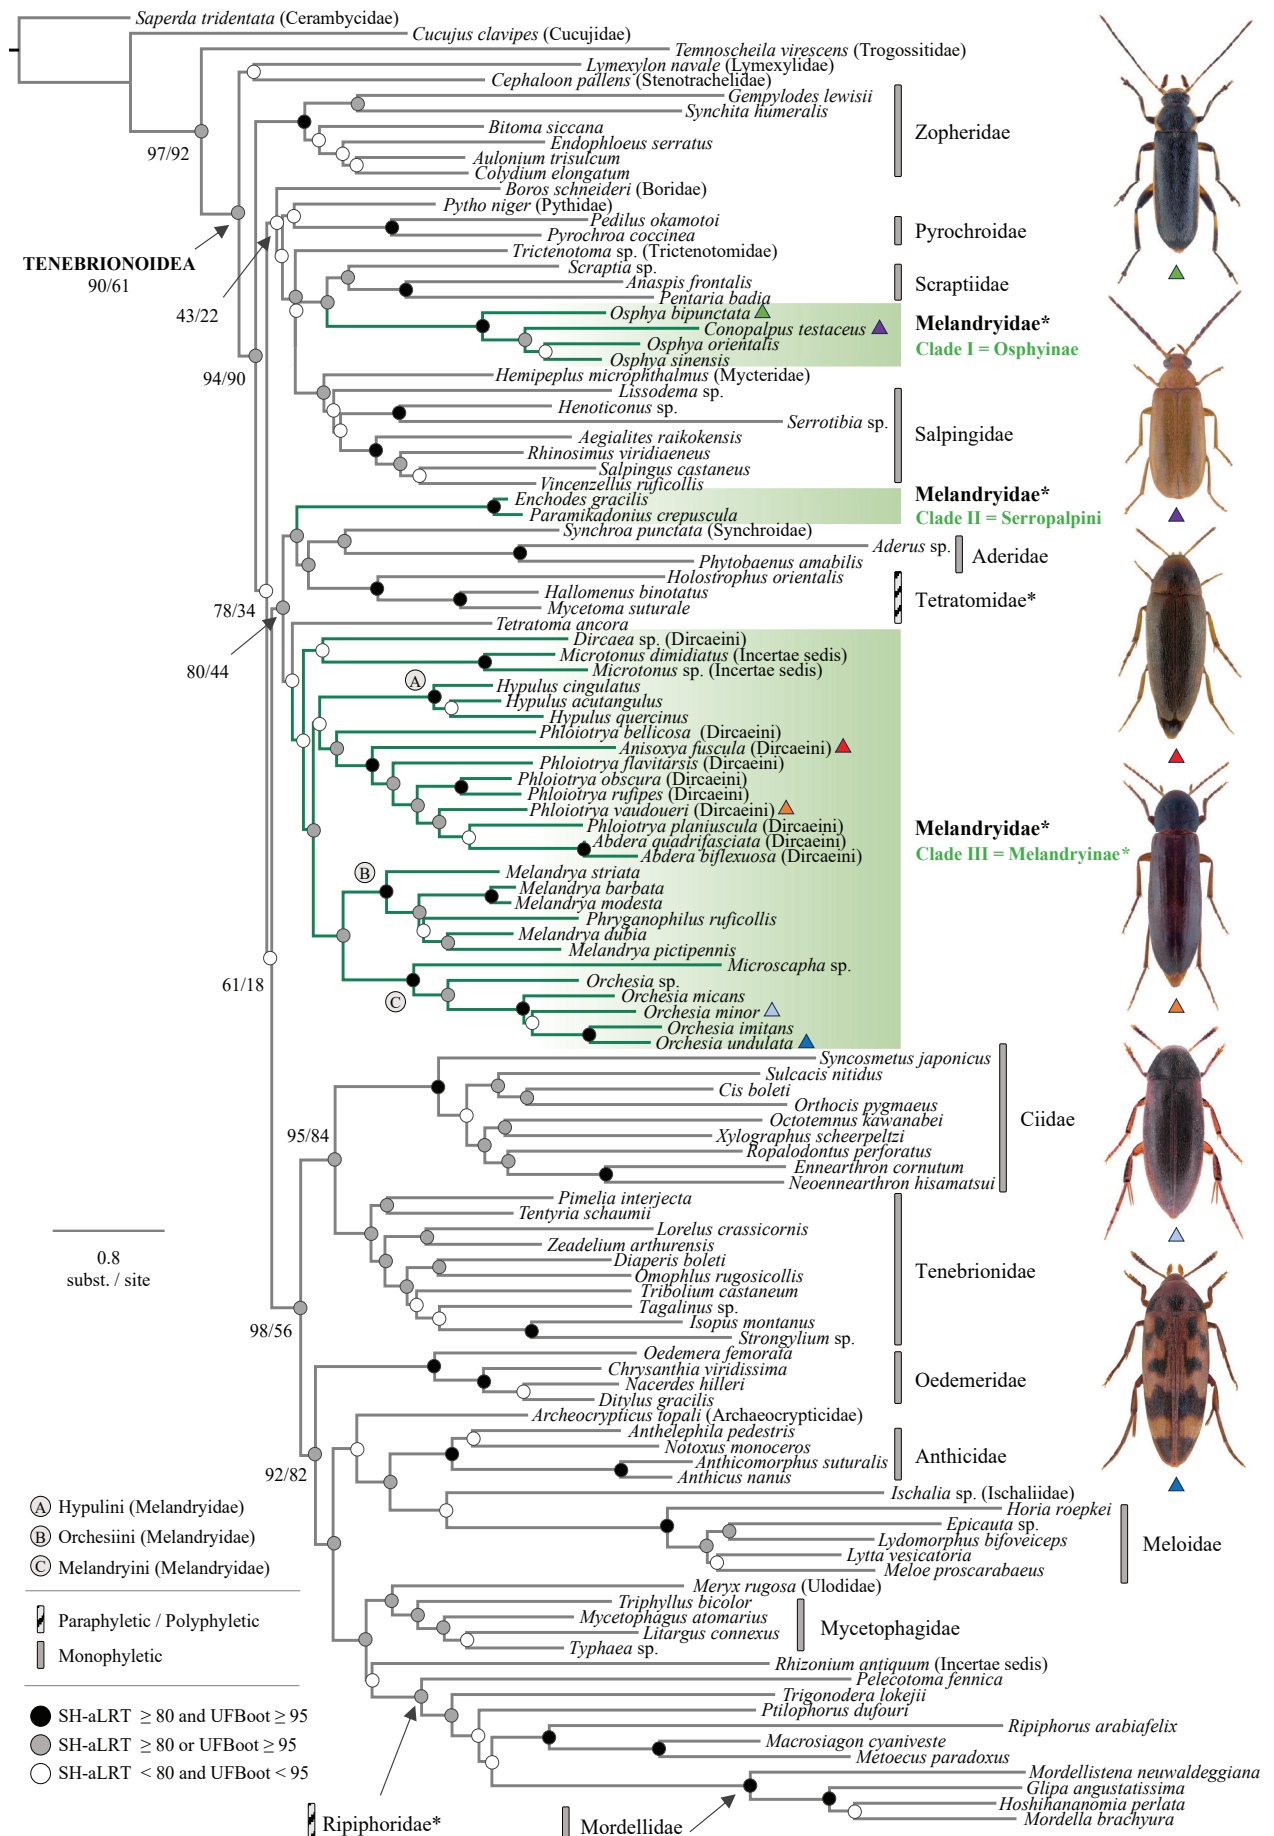 Saperda tridentata (Cerambycidae)
Cucujus clavipes (Cucujidae)
Temnoscheila virescens (Trogossitidae)
Lymexylon navale (Lymexylidae)
Cephaloon pallens (Stenotrachelidae)
Gempylodes lewisii
Synchita humeralis
Bitoma siccana
Endophloeus serratus
Aulonium trisulcum
Colydium elongatum
Zopheridae
97/92
Boros schneideri (Boridae)
Pytho niger (Pythidae)
Pedilus okamotoi
Pyrochroa coccinea
Pyrochroidae
TENEBRIONOIDEA
90/61
Trictenotoma sp. (Trictenotomidae)
Scraptia sp.
Anaspis frontalis
Pentaria badia
Scraptiidae
43/22
Osphya bipunctata
Conopalpus testaceus
Osphya orientalis
Osphya sinensis
Melandryidae*
Clade I = Osphyinae
94/90
Hemipeplus microphthalmus (Mycteridae)
Lissodema sp.
Henoticonus sp.
Serrotibia sp.
Aegialites raikokensis
Rhinosimus viridiaeneus
Salpingus castaneus
Vincenzellus ruficollis
Salpingidae
Enchodes gracilis
Paramikadonius crepuscula
Melandryidae*
Clade II = Serropalpini
Synchroa punctata (Synchroidae)
Aderus sp.
Phytobaenus amabilis
Aderidae
Holostrophus orientalis
Hallomenus binotatus
Mycetoma suturale
Tetratomidae*
78/34
Tetratoma ancora
80/44
Dircaea sp. (Dircaeini)
Microtonus dimidiatus (Incertae sedis)
Microtonus sp. (Incertae sedis)
A
Hypulus cingulatus
Hypulus acutangulus
Hypulus quercinus
Phloiotrya bellicosa (Dircaeini)
Anisoxya fuscula (Dircaeini)
Phloiotrya flavitarsis (Dircaeini)
Phloiotrya obscura (Dircaeini)
Phloiotrya rufipes (Dircaeini)
Phloiotrya vaudoueri (Dircaeini)
Phloiotrya planiuscula (Dircaeini)
Abdera quadrifasciata (Dircaeini)
Abdera biflexuosa (Dircaeini)
Melandryidae*
Clade III = Melandryinae*
B
Melandrya striata
Melandrya barbata
Melandrya modesta
Phryganophilus ruficollis
Melandrya dubia
Melandrya pictipennis
Microscapha sp.
C
Orchesia sp.
Orchesia micans
Orchesia minor
Orchesia imitans
Orchesia undulata
61/18
Syncosmetus japonicus
Sulcacis nitidus
Cis boleti
Orthocis pygmaeus
Octotemnus kawanabei
Xylographus scheerpeltzi
Ropalodontus perforatus
Ennearthron cornutum
Neoennearthron hisamatsui
Ciidae
95/84
Pimelia interjecta
Tentyria schaumii
Lorelus crassicornis
Zeadelium arthurensis
Diaperis boleti
Omophlus rugosicollis
Tribolium castaneum
Tagalinus sp.
Isopus montanus
Strongylium sp.
Tenebrionidae
0.8
subst. / site
98/56
Oedemera femorata
Chrysanthia viridissima
Nacerdes hilleri
Ditylus gracilis
Oedemeridae
Archeocrypticus topali (Archaeocrypticidae)
Anthelephila pedestris
Notoxus monoceros
Anthicomorphus suturalis
Anthicus nanus
Anthicidae
92/82
Ischalia sp. (Ischaliidae)
Horia roepkei
Epicauta sp.
Lydomorphus bifoveiceps
Lytta vesicatoria
Meloe proscarabaeus
Meloidae
A Hypulini (Melandryidae)
B Orchesiini (Melandryidae)
C Melandryini (Melandryidae)
Meryx rugosa (Ulodidae)
Triphyllus bicolor
Mycetophagus atomarius
Litargus connexus
Typhaea sp.
Mycetophagidae
Paraphyletic / Polyphyletic
Monophyletic
Rhizonium antiquum (Incertae sedis)
Pelecotoma fennica
Trigonodera lokejii
Ptilophorus dufouri
Ripiphorus arabiafelix
Macrosiagon cyaniveste
Metoecus paradoxus
Mordellistena neuwaldeggiana
Glipa angustatissima
Hoshihananomia perlata
Mordella brachyura
SH-aLRT ≥ 80 and UFBoot ≥ 95
SH-aLRT ≥ 80 or UFBoot ≥ 95
SH-aLRT < 80 and UFBoot < 95
Ripiphoridae*
Mordellidae